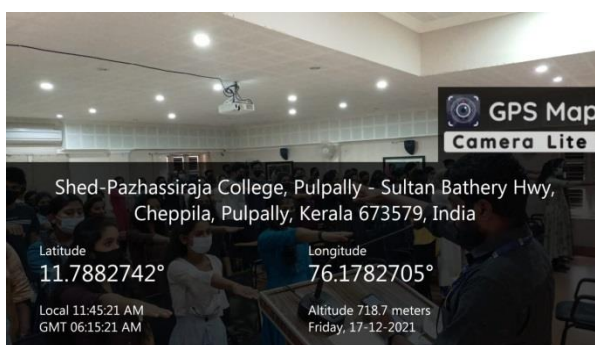 GPS Map
Camera Lite
Shed-Pazhassiraja College, Pulpally - Sultan Bathery Hwy,
Cheppila, Pulpally, Kerala 673579, India
Latitude
11.7882742°
Longitude
76.1782705°
Local 11:45:21 AM
GMT 06:15:21 AM
Altitude 718.7 meters
Friday, 17-12-2021